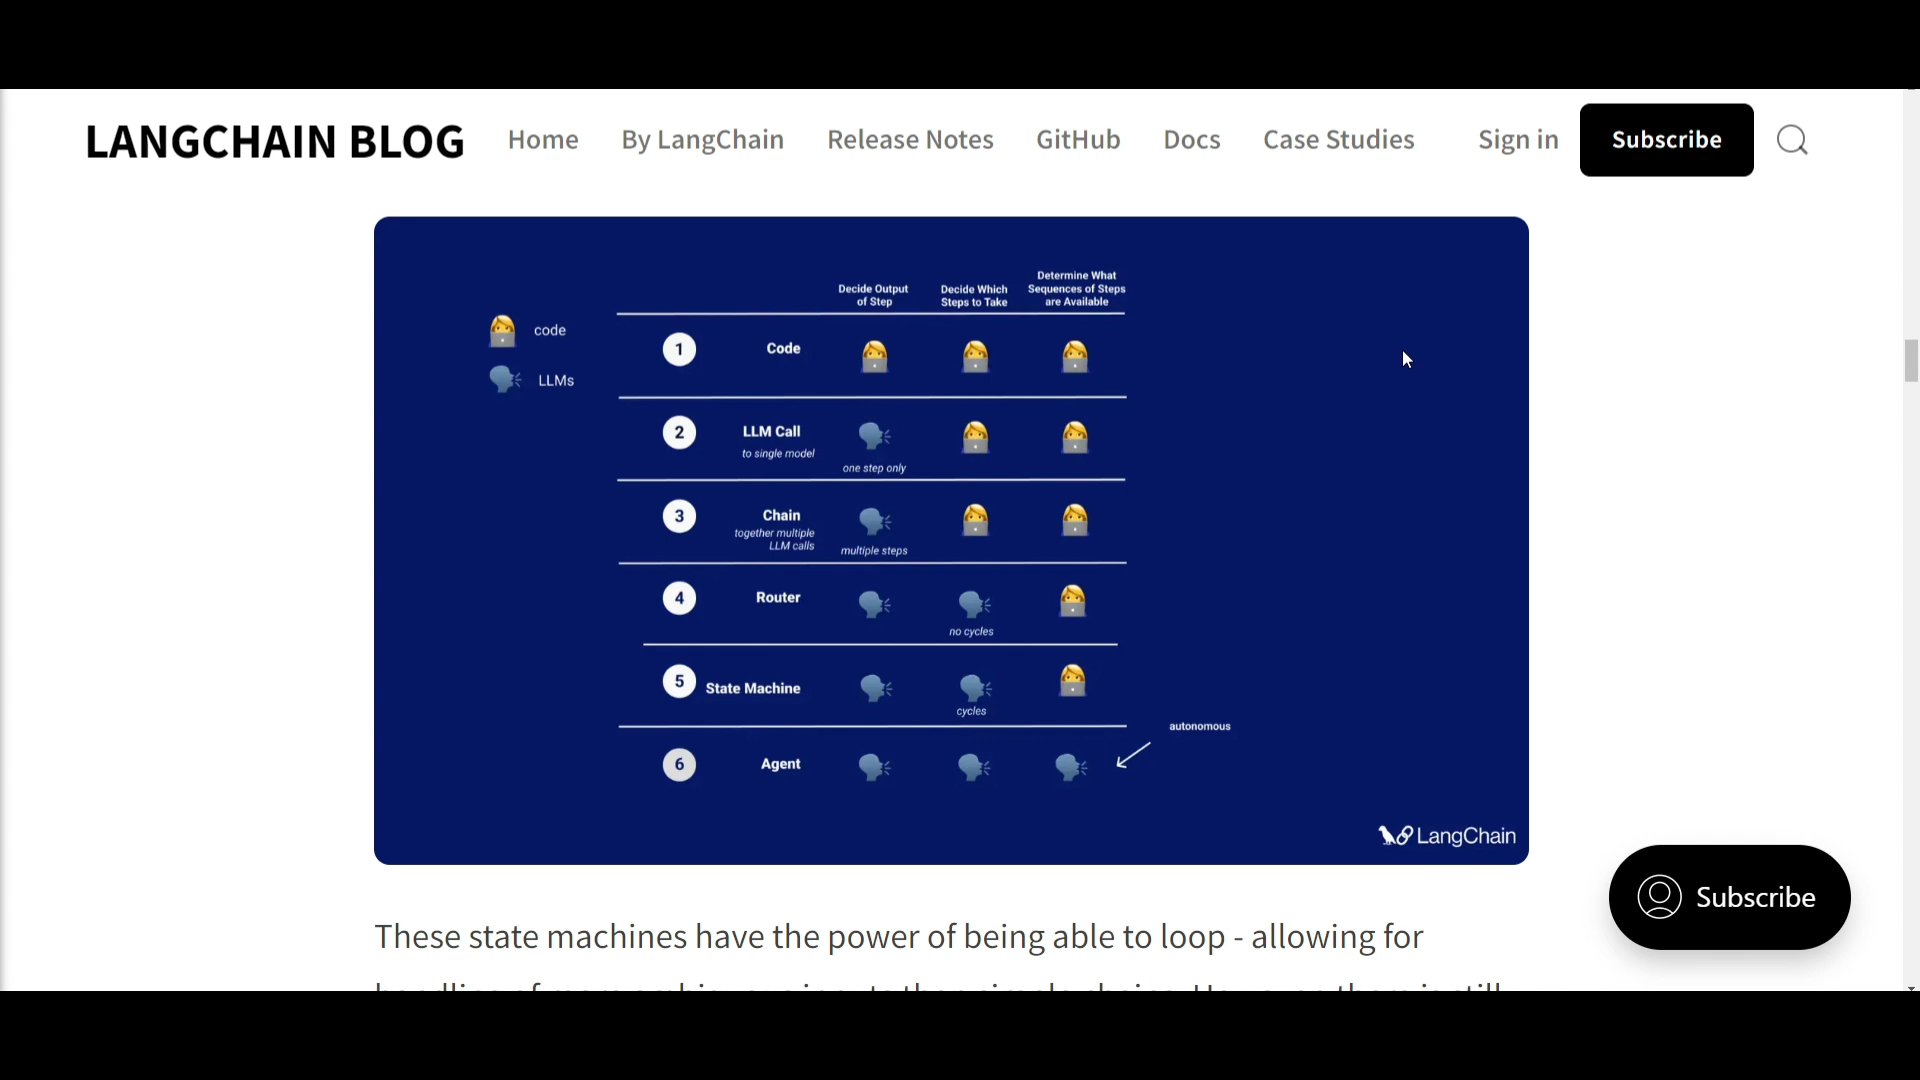 LANGCHAIN BLOG
Home
By LangChain
Release Notes
GitHub
Docs
Case Studies
Sign in
Subscribe
Decide Output
of Step
Decide Which
Steps to Take
Determine What
Sequences of Steps
are Available
code
LLMs
1 Code
2 LLM Call
to single model
one step only
3 Chain
together multiple
LLM calls
multiple steps
4 Router
no cycles
5 State Machine
cycles
autonomous
6 Agent
LangChain
Subscribe
These state machines have the power of being able to loop - allowing for